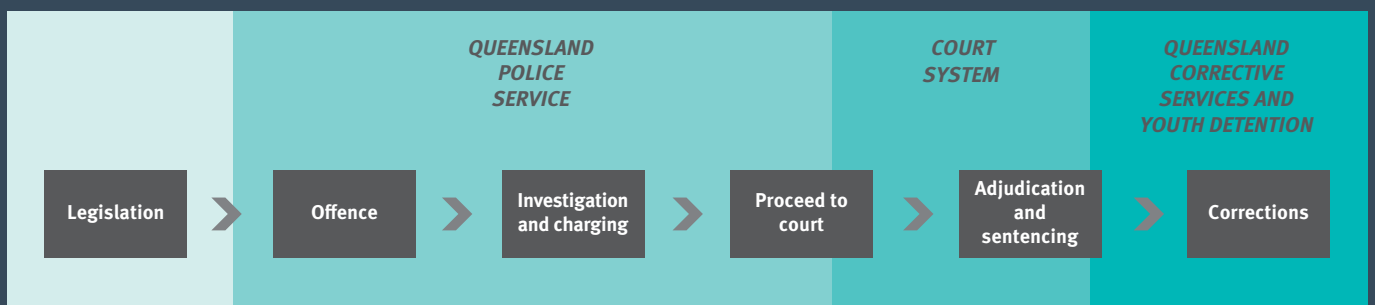 QUEENSLAND
POLICE
SERVICE
COURT
SYSTEM
QUEENSLAND
CORRECTIVE
SERVICES AND
YOUTH DETENTION
Legislation
Offence
Investigation
and charging
Proceed to
court
Adjudication
and
sentencing
Corrections